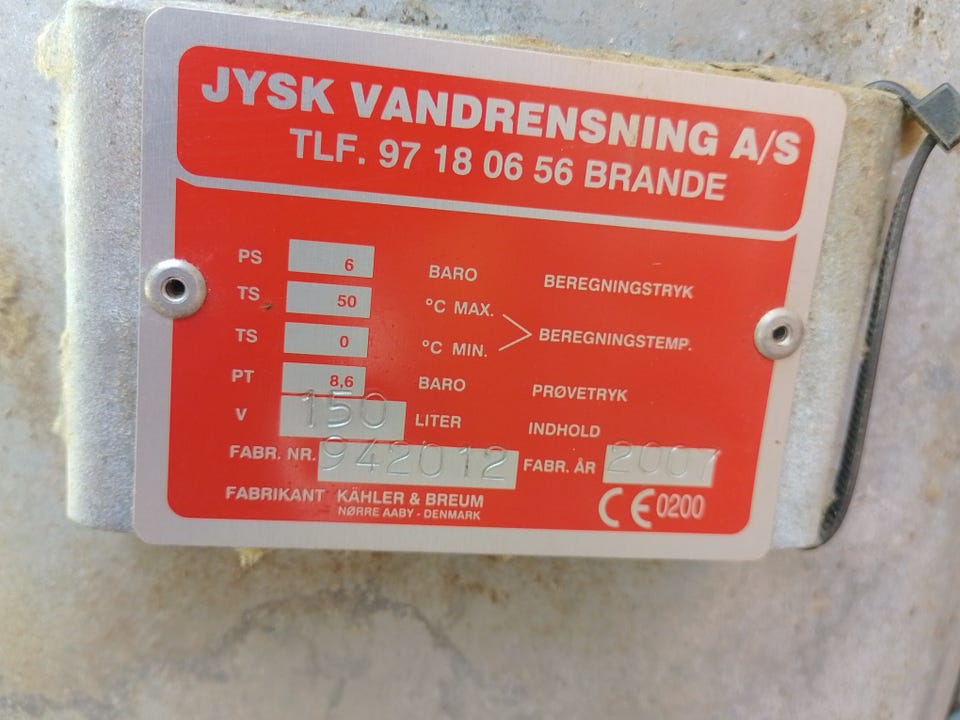 JYSK VANDRENSNING A/S
TLF. 97 18 06 56 BRANDE
PS 6 BARO BEREGNINGSTRYK
TS 50 °C MAX.
BEREGNINGSTEMP.
TS 0 °C MIN.
PT 8,6 BARO PRØVETRYK
V 150 LITER INDHOLD
FABR. NR. 942012 FABR. ÅR 2007
FABRIKANT KÄHLER & BREUM
NØRRE AABY - DENMARK
CE 0200